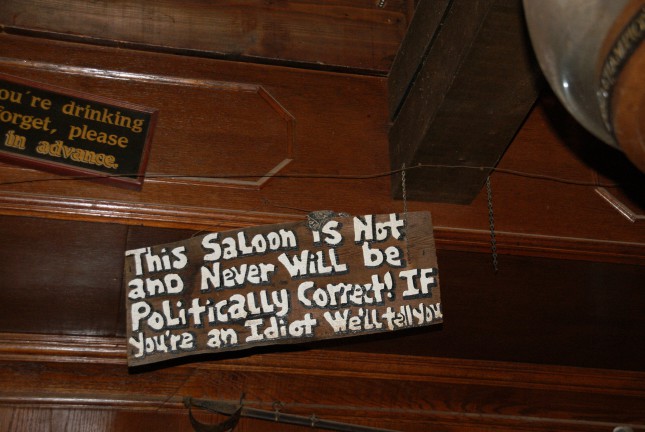 ou're drinking
forget, please
in advance.
This Saloon is Not
and Never Will be
Politically Correct! IF
You're an Idiot We'll tell you